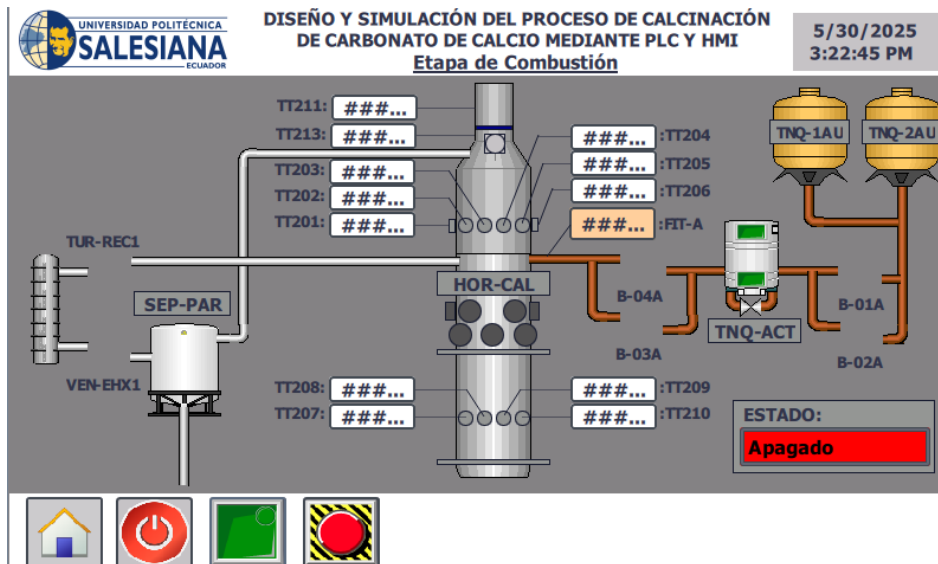 UNIVERSIDAD POLITÉCNICA
SALESIANA
ECUADOR
DISEÑO Y SIMULACIÓN DEL PROCESO DE CALCINACIÓN
DE CARBONATO DE CALCIO MEDIANTE PLC Y HMI
Etapa de Combustión
5/30/2025
3:22:45 PM
TT211: ###...
TT213: ###...
TT203: ###...
TT202: ###...
TT201: ###...
###... :TT204
###... :TT205
###... :TT206
###... :FIT-A
TNQ-1AU
TNQ-2AU
TUR-REC1
SEP-PAR
HOR-CAL
B-04A
B-03A
TNQ-ACT
B-01A
B-02A
VEN-EHX1
TT208: ###...
TT207: ###...
###... :TT209
###... :TT210
ESTADO:
Apagado